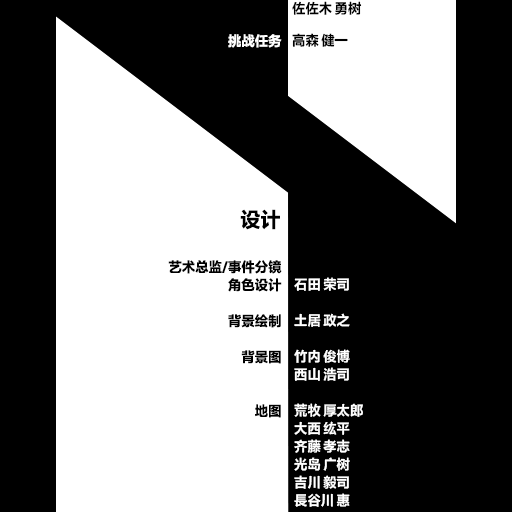 佐佐木 勇树
挑战任务 高森 健一
设计
艺术总监/事件分镜
角色设计 石田 荣司
背景绘制 土居 政之
背景图 竹内 俊博
西山 浩司
地图 荒牧 厚太郎
大西 纮平
齐藤 孝志
光岛 广树
吉川 毅司
長谷川 惠